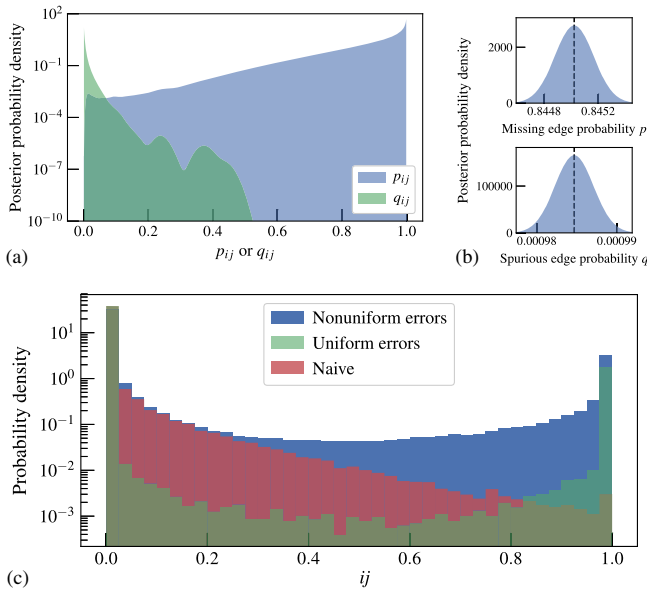 10^2
10^-1
10^-4
10^-7
10^-10
Posterior probability density
p_ij
q_ij
0.0 0.2 0.4 0.6 0.8 1.0
p_ij or q_ij
(a)
Posterior probability density
2000
0
0.8448 0.8452
Missing edge probability p
100000
0
0.00098 0.00099
Spurious edge probability q
(b)
Probability density
10^1
10^0
10^-1
10^-2
10^-3
Nonuniform errors
Uniform errors
Naive
0.0 0.2 0.4 0.6 0.8 1.0
ij
(c)